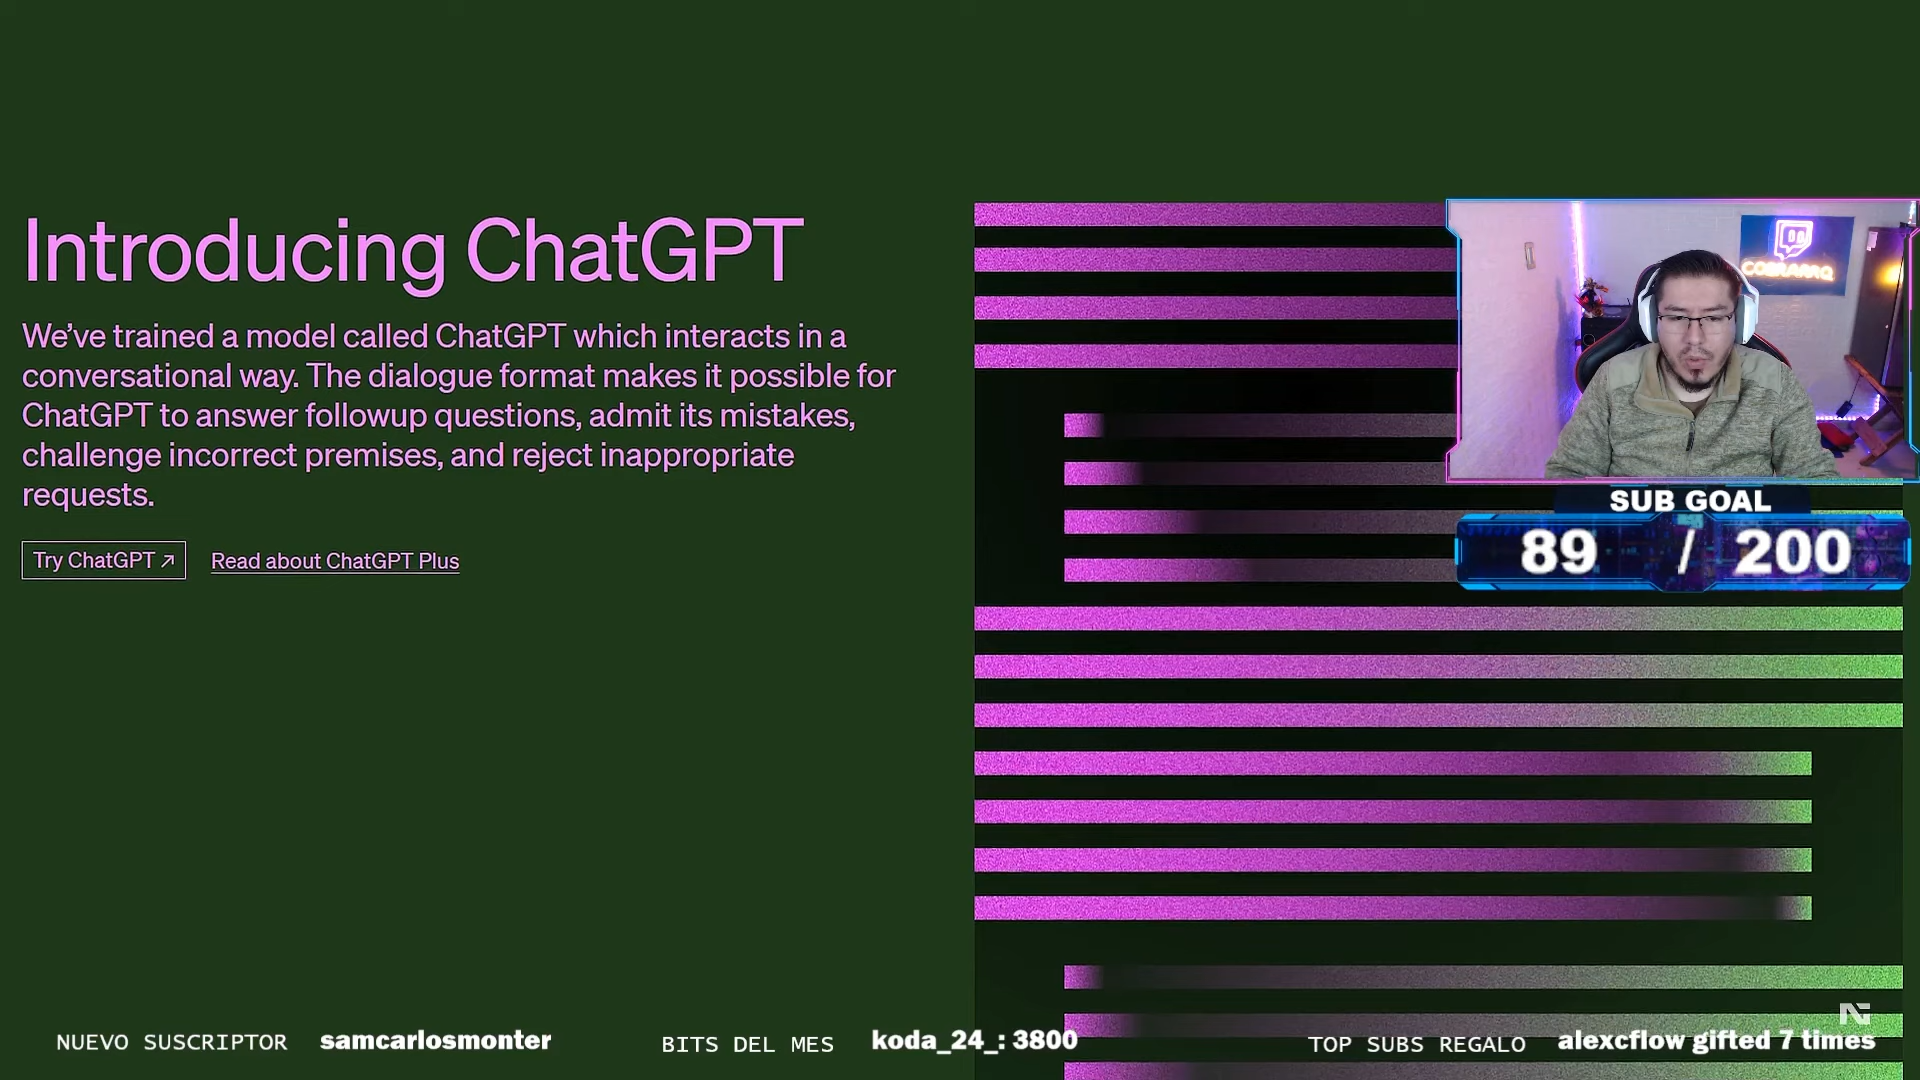 Introducing ChatGPT
We’ve trained a model called ChatGPT which interacts in a
conversational way. The dialogue format makes it possible for
ChatGPT to answer followup questions, admit its mistakes,
challenge incorrect premises, and reject inappropriate
requests.
Try ChatGPT ↗ Read about ChatGPT Plus
SUB GOAL
89 / 200
NUEVO SUSCRIPTOR samcarlosmonter
BITS DEL MES koda_24_: 3800
TOP SUBS REGALO alexcflow gifted 7 times